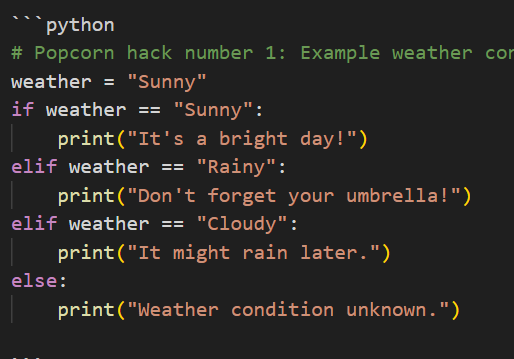 ```python
# Popcorn hack number 1: Example weather
weather = "Sunny"
if weather == "Sunny":
    print("It's a bright day!")
elif weather == "Rainy":
    print("Don't forget your umbrella!")
elif weather == "Cloudy":
    print("It might rain later.")
else:
    print("Weather condition unknown.")